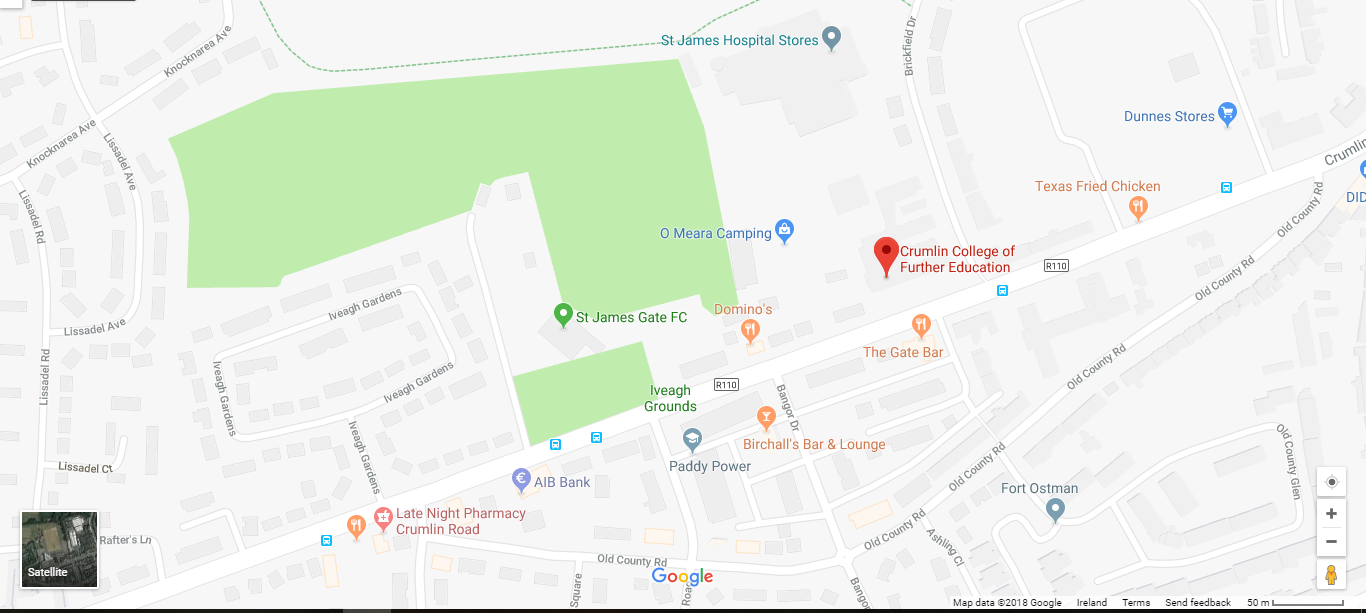 Knocknarea Ave
St James Hospital Stores
Brickfield Dr
Dunnes Stores
Crumlin
Knocknarea Ave
Lissadel Ave
Lissadel Rd
Texas Fried Chicken
DID
Old County Rd
O Meara Camping
Crumlin College of
Further Education
R110
Old County Rd
Iveagh Gardens
St James Gate FC
Domino's
Lissadel Ave
The Gate Bar
Lissadel Rd
Iveagh Gardens
Iveagh Gardens
R110
Iveagh
Grounds
Bangor Dr
Old County Rd
Birchall's Bar & Lounge
Paddy Power
Lissadel Ct
Iveagh Gardens
AIB Bank
Old County Rd
Fort Ostman
Old County Glen
Late Night Pharmacy
Crumlin Road
Rafter's Ln
Old County Rd
Old County Rd
Ashling Cl
Satellite
Square
Google
Roa
Bangor
Map data ©2018 Google Ireland Terms Send feedback 50 m